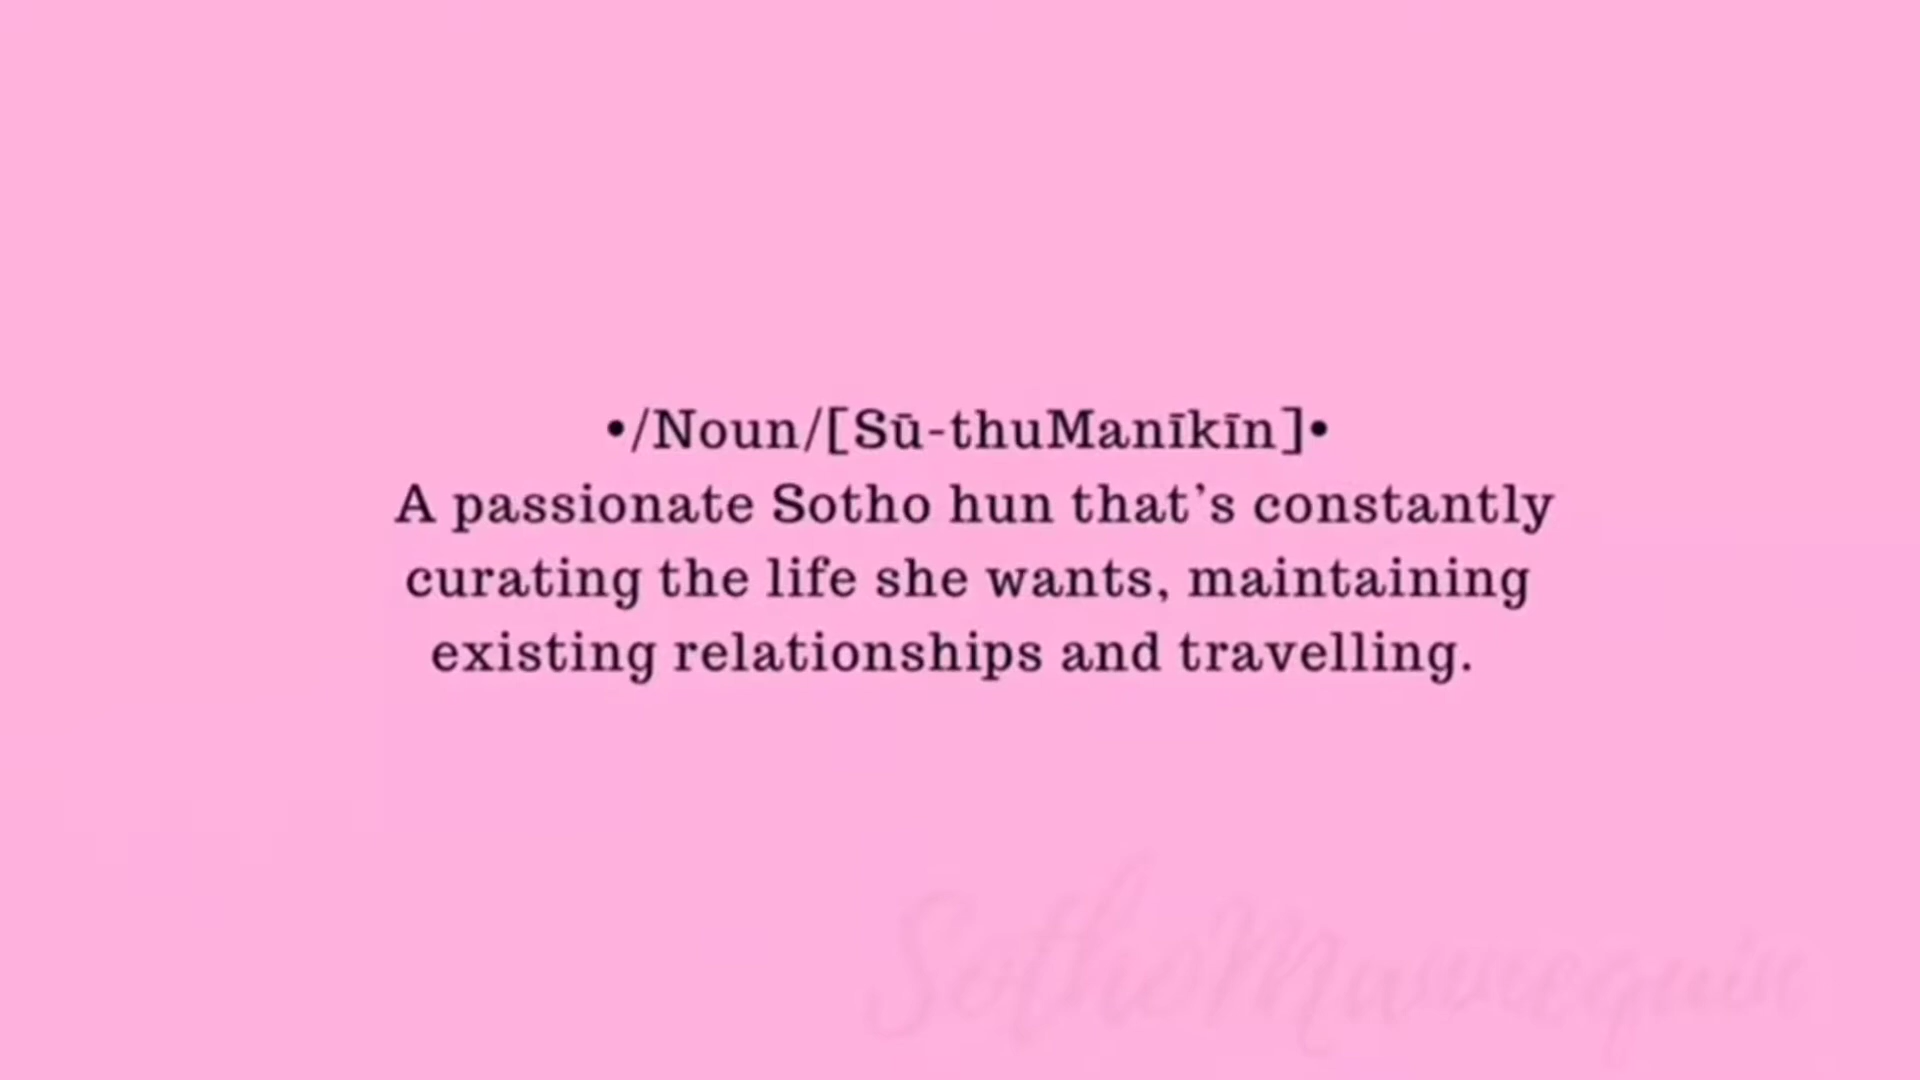 •/Noun/[Sū-thuManīkīn]•
A passionate Sotho hun that’s constantly
curating the life she wants, maintaining
existing relationships and travelling.
SothoMannequin